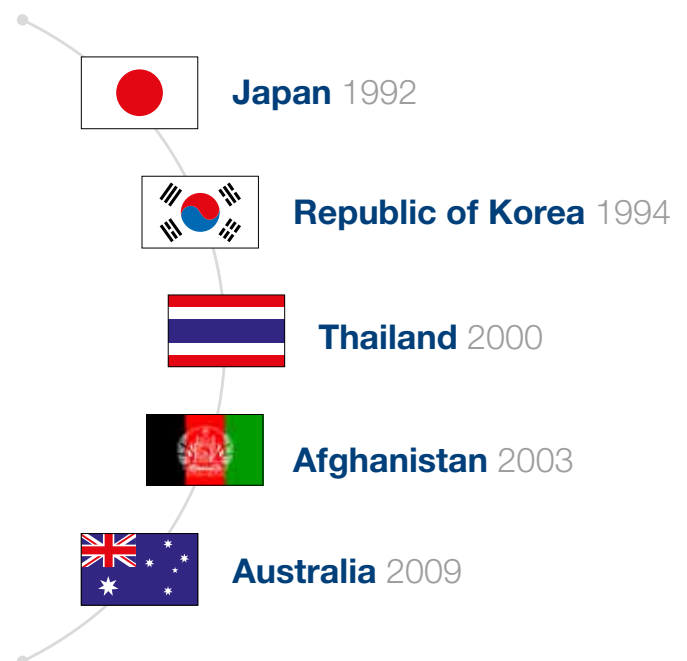 Japan 1992
Republic of Korea 1994
Thailand 2000
Afghanistan 2003
Australia 2009